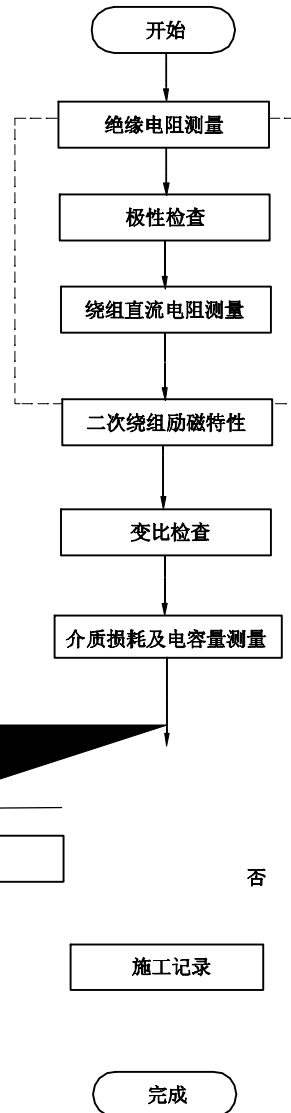 开始
绝缘电阻测量
极性检查
绕组直流电阻测量
二次绕组励磁特性
变比检查
介质损耗及电容量测量
否
施工记录
完成